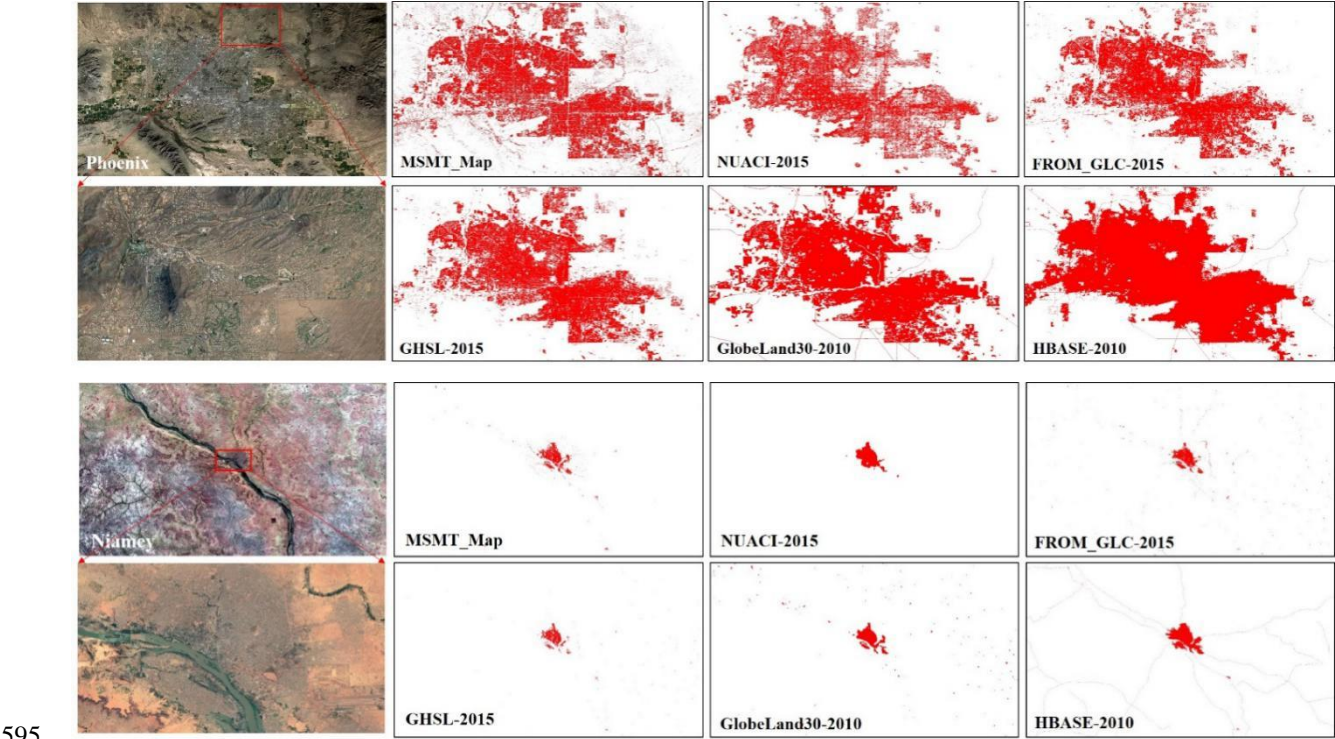 Phoenix
MSMT_Map
NUACI-2015
FROM_GLC-2015
GHSL-2015
GlobeLand30-2010
HBASE-2010
Niamey
MSMT_Map
NUACI-2015
FROM_GLC-2015
GHSL-2015
GlobeLand30-2010
HBASE-2010
595